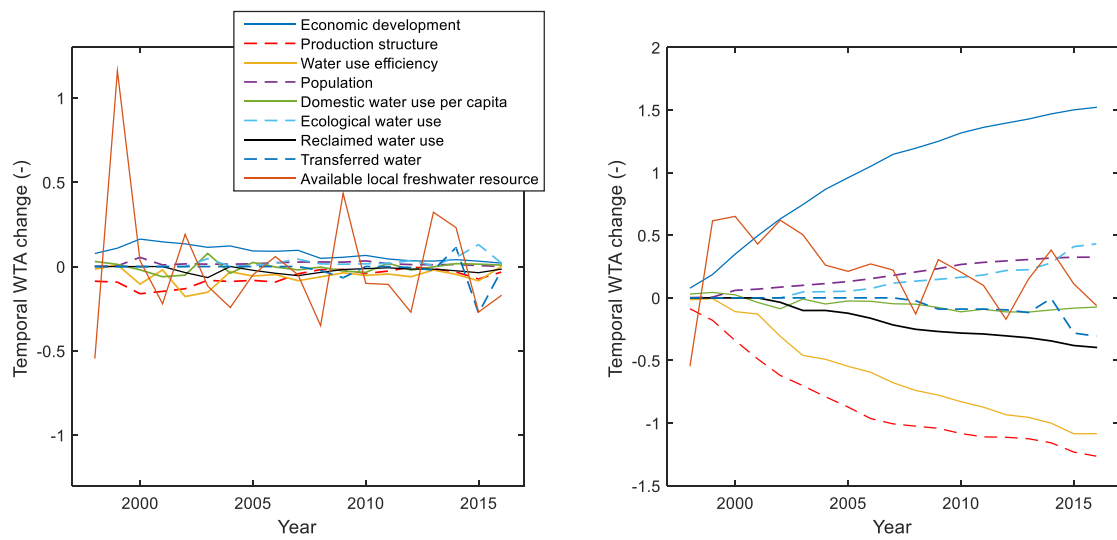 Economic development
Production structure
Water use efficiency
Population
Domestic water use per capita
Ecological water use
Reclaimed water use
Transferred water
Available local freshwater resource
Temporal WTA change (-)
1
0.5
0
-0.5
-1
2000
2005
2010
2015
Year
Temporal WTA change (-)
2
1.5
1
0.5
0
-0.5
-1
-1.5
2000
2005
2010
2015
Year